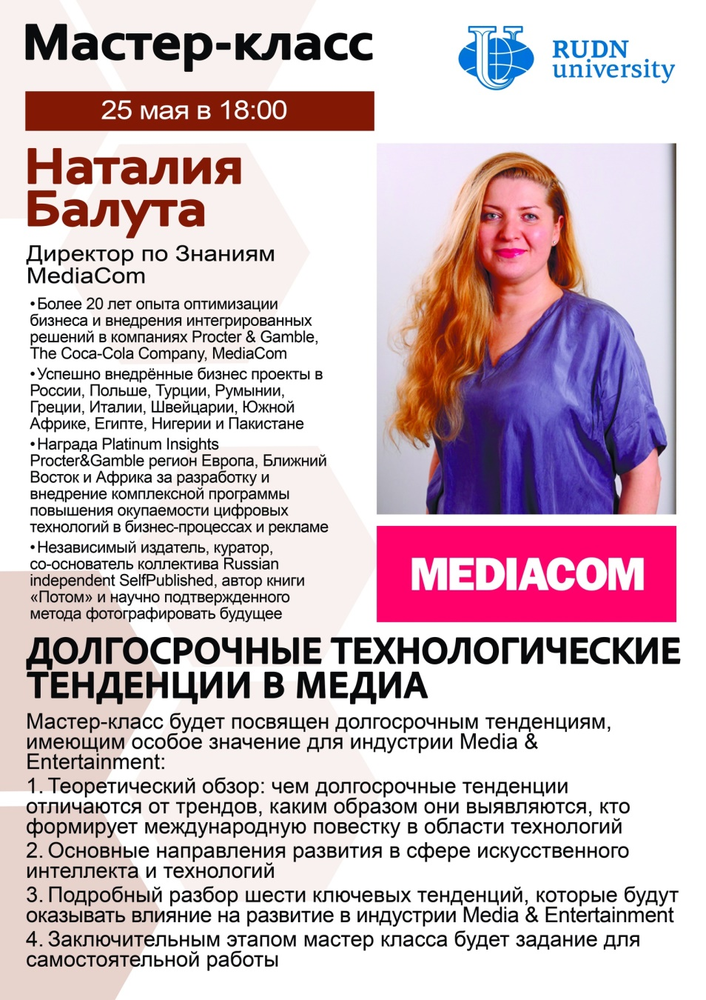 Мастер-класс
RUDN
university
25 мая в 18:00
Наталия
Балута
Директор по Знаниям
MediaCom
•Более 20 лет опыта оптимизации
бизнеса и внедрения интегрированных
решений в компаниях Procter & Gamble,
The Coca-Cola Company, MediaCom
•Успешно внедрённые бизнес проекты в
России, Польше, Турции, Румынии,
Греции, Италии, Швейцарии, Южной
Африке, Египте, Нигерии и Пакистане
•Награда Platinum Insights
Procter&Gamble регион Европа, Ближний
Восток и Африка за разработку и
внедрение комплексной программы
повышения окупаемости цифровых
технологий в бизнес-процессах и рекламе
•Независимый издатель, куратор,
со-основатель коллектива Russian
independent SelfPublished, автор книги
«Потом» и научно подтвержденного
метода фотографировать будущее
MEDIACOM
ДОЛГОСРОЧНЫЕ ТЕХНОЛОГИЧЕСКИЕ
ТЕНДЕНЦИИ В МЕДИА
Мастер-класс будет посвящен долгосрочным тенденциям,
имеющим особое значение для индустрии Media &
Entertainment:
1. Теоретический обзор: чем долгосрочные тенденции
отличаются от трендов, каким образом они выявляются, кто
формирует международную повестку в области технологий
2. Основные направления развития в сфере искусственного
интеллекта и технологий
3. Подробный разбор шести ключевых тенденций, которые будут
оказывать влияние на развитие в индустрии Media & Entertainment
4. Заключительным этапом мастер класса будет задание для
самостоятельной работы